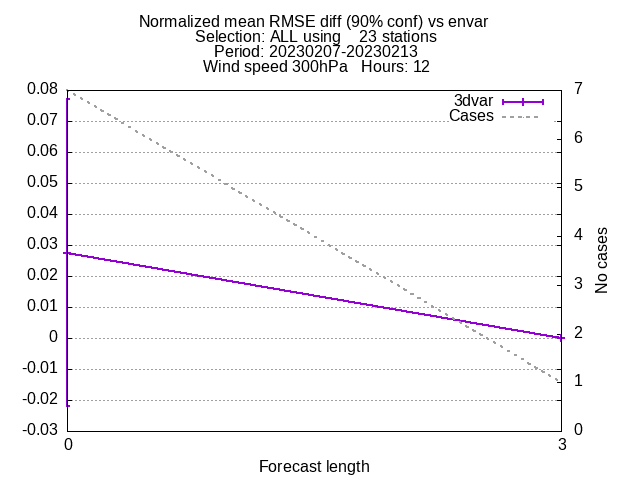 Normalized mean RMSE diff (90% conf) vs envar
Selection: ALL using    23 stations
Period: 20230207-20230213
Wind speed 300hPa   Hours: 12
3dvar
Cases
0.08
0.07
0.06
0.05
0.04
0.03
0.02
0.01
0
-0.01
-0.02
-0.03
7
6
5
4
3
2
1
0
No cases
0
3
Forecast length